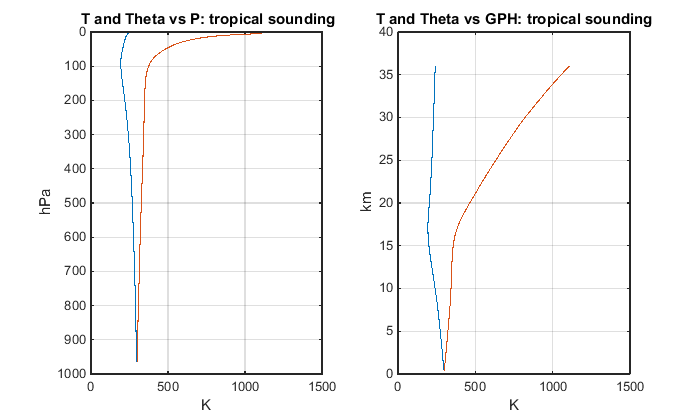 T and Theta vs P: tropical sounding
0
100
200
300
400
500
600
700
800
900
1000
hPa
0 500 1000 1500
K
T and Theta vs GPH: tropical sounding
40
35
30
25
20
15
10
5
0
km
0 500 1000 1500
K